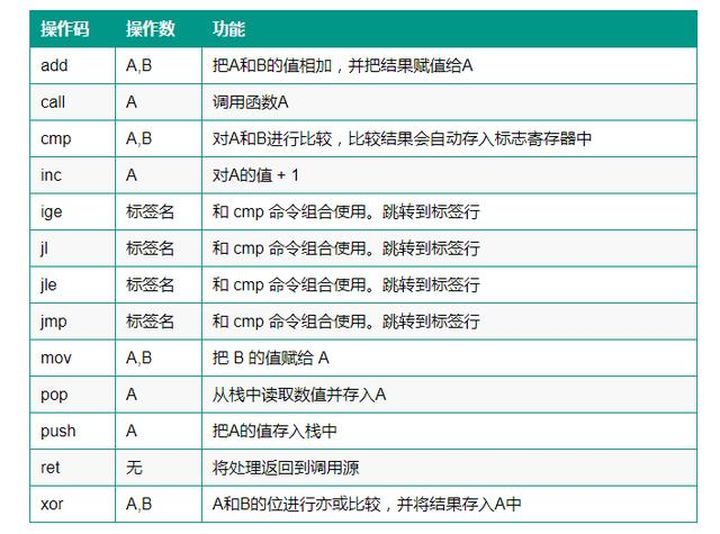 操作码 操作数 功能
add A,B 把A和B的值相加，并把结果赋值给A
call A 调用函数A
cmp A,B 对A和B进行比较，比较结果会自动存入标志寄存器中
inc A 对A的值 + 1
ige 标签名 和 cmp 命令组合使用。跳转到标签行
jl 标签名 和 cmp 命令组合使用。跳转到标签行
jle 标签名 和 cmp 命令组合使用。跳转到标签行
jmp 标签名 和 cmp 命令组合使用。跳转到标签行
mov A,B 把 B 的值赋给 A
pop A 从栈中读取数值并存入A
push A 把A的值存入栈中
ret 无 将处理返回到调用源
xor A,B A和B的位进行亦或比较，并将结果存入A中